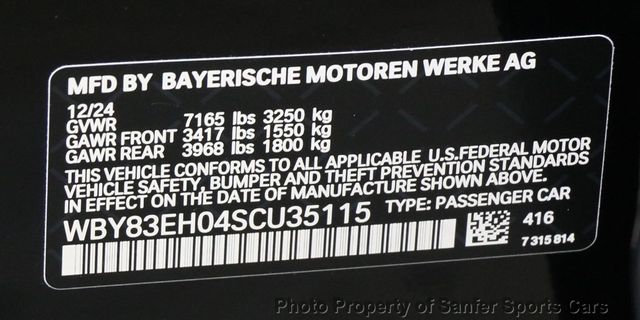 MFD BY BAYERISCHE MOTOREN WERKE AG
12/24
GVWR 7165 lbs 3250 kg
GAWR FRONT 3417 lbs 1550 kg
GAWR REAR 3968 lbs 1800 kg
THIS VEHICLE CONFORMS TO ALL APPLICABLE U.S.FEDERAL MOTOR
VEHICLE SAFETY, BUMPER AND THEFT PREVENTION STANDARDS
IN EFFECT ON THE DATE OF MANUFACTURE SHOWN ABOVE.
WBY83EH04SCU35115 TYPE: PASSENGER CAR
416
7 315 814
Photo Property of Sanfer Sports Cars